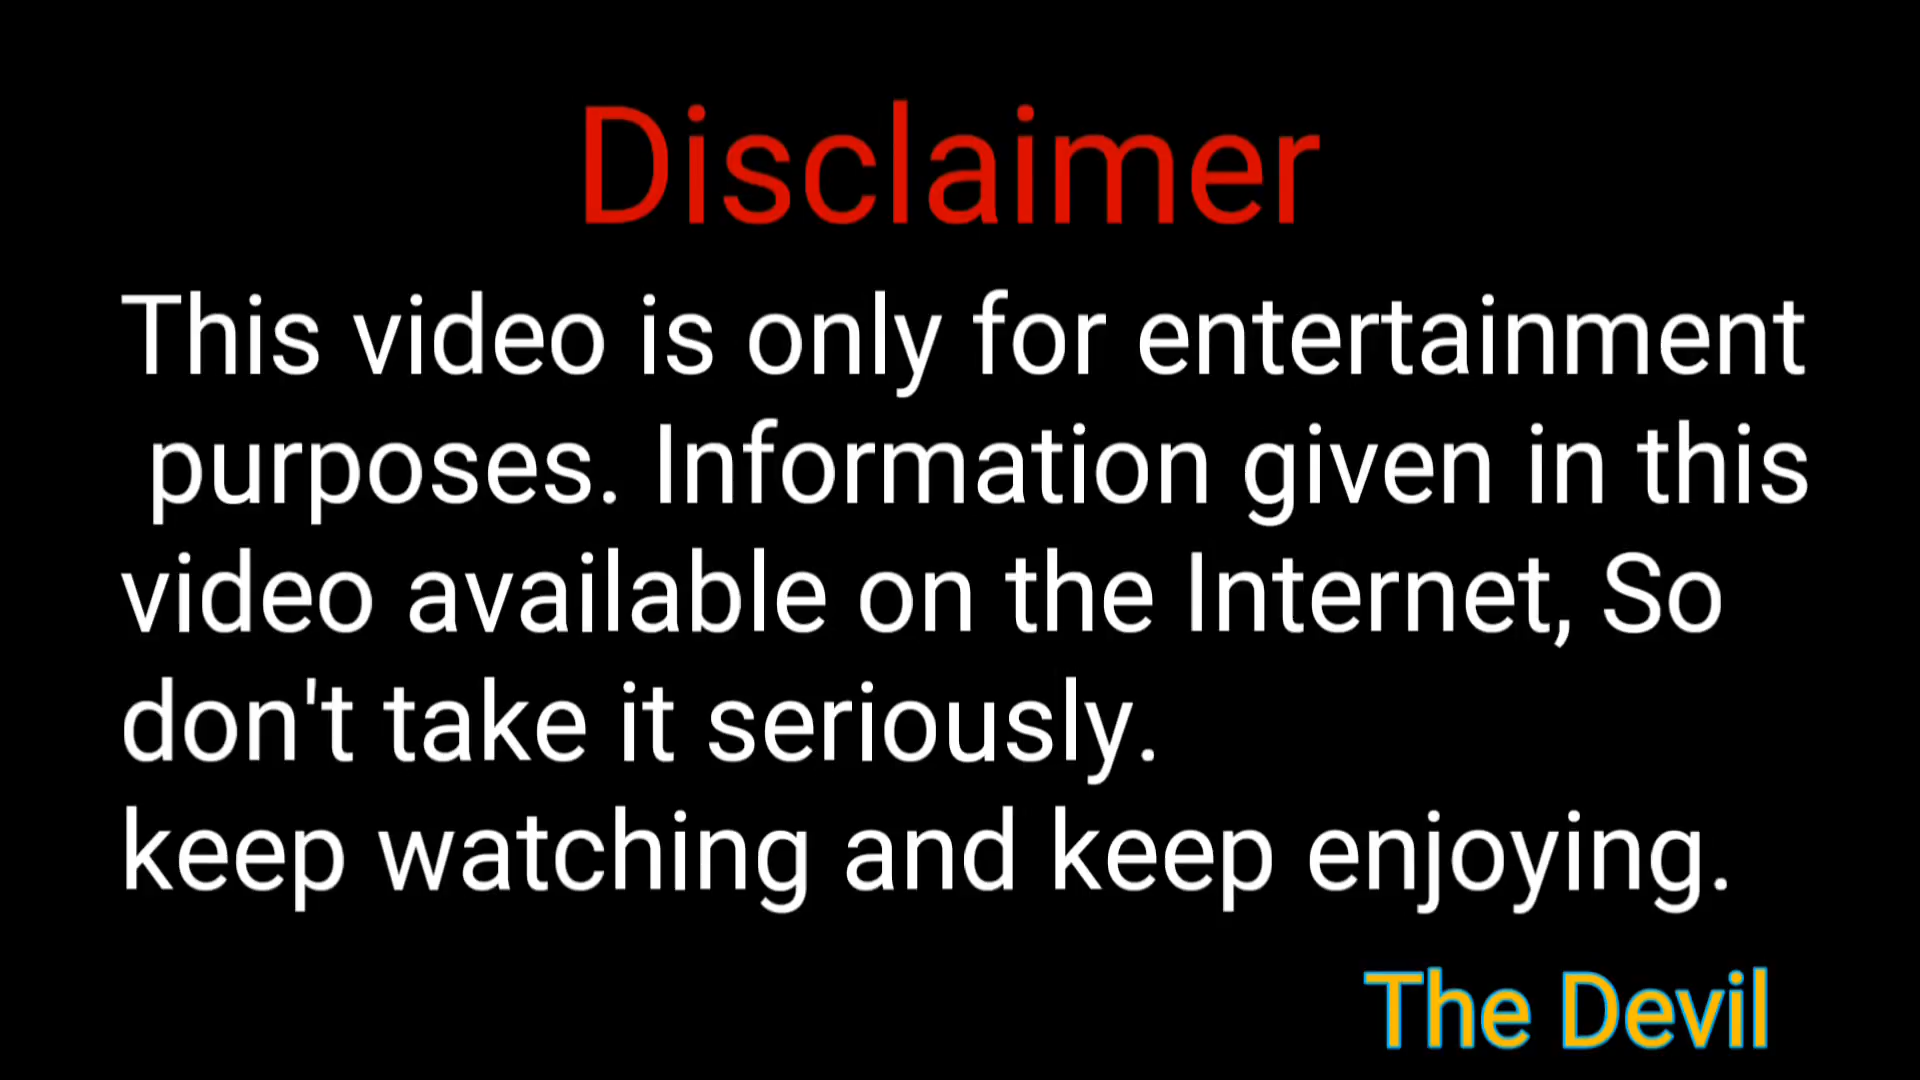 Disclaimer
This video is only for entertainment
purposes. Information given in this
video available on the Internet, So
don't take it seriously.
keep watching and keep enjoying.
The Devil